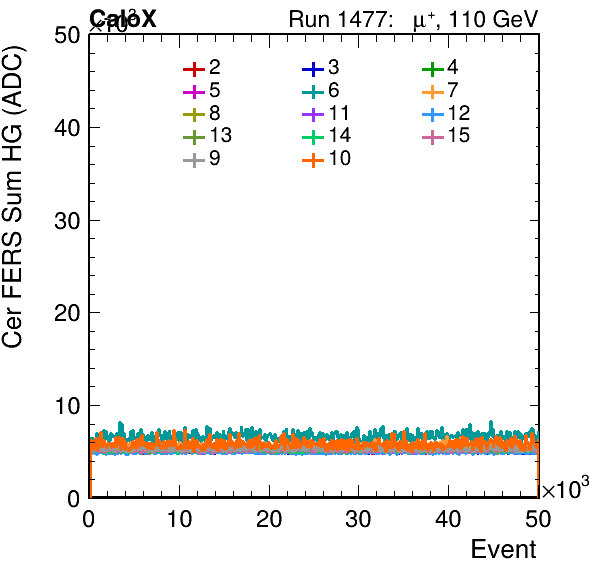 ×10³
CaloX Run 1477: μ⁺, 110 GeV
Cer FERS Sum HG (ADC)
50
40
30
20
10
0
2 3 4
5 6 7
8 11 12
13 14 15
9 10
0 10 20 30 40 50
×10³
Event